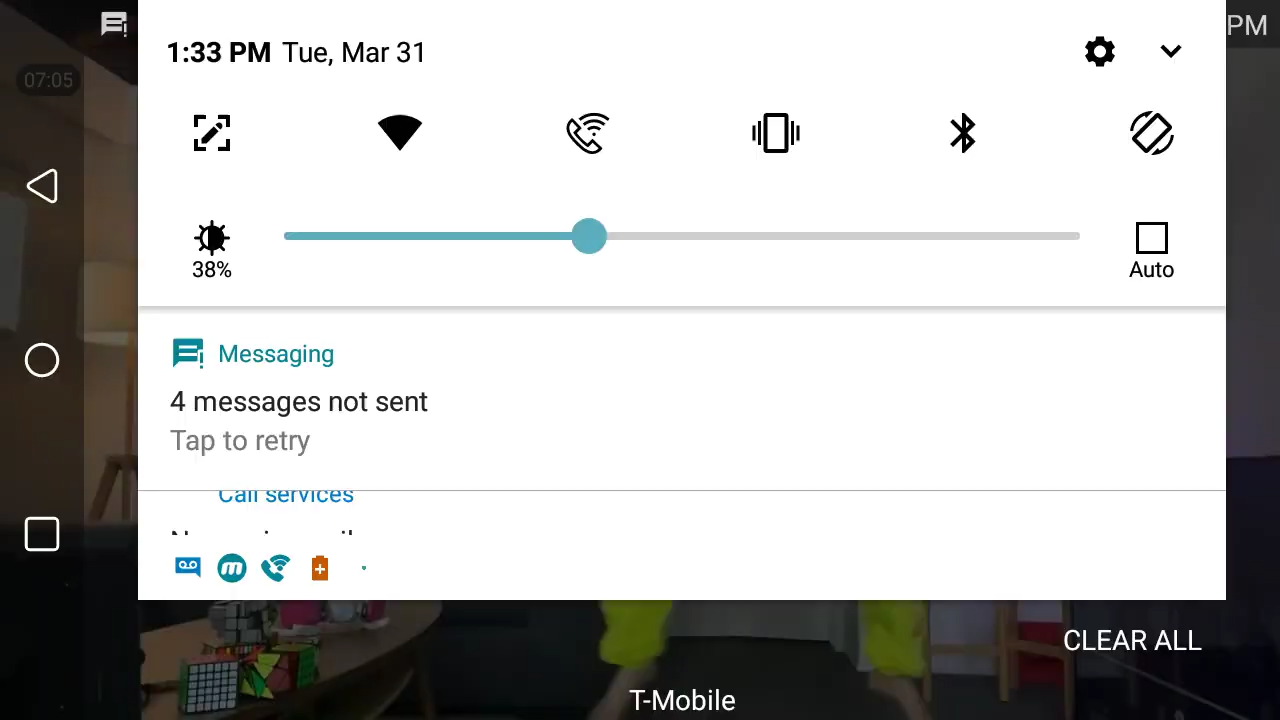 PM
07:05
1:33 PM Tue, Mar 31
38%
Auto
Messaging
4 messages not sent
Tap to retry
Call services
CLEAR ALL
T-Mobile